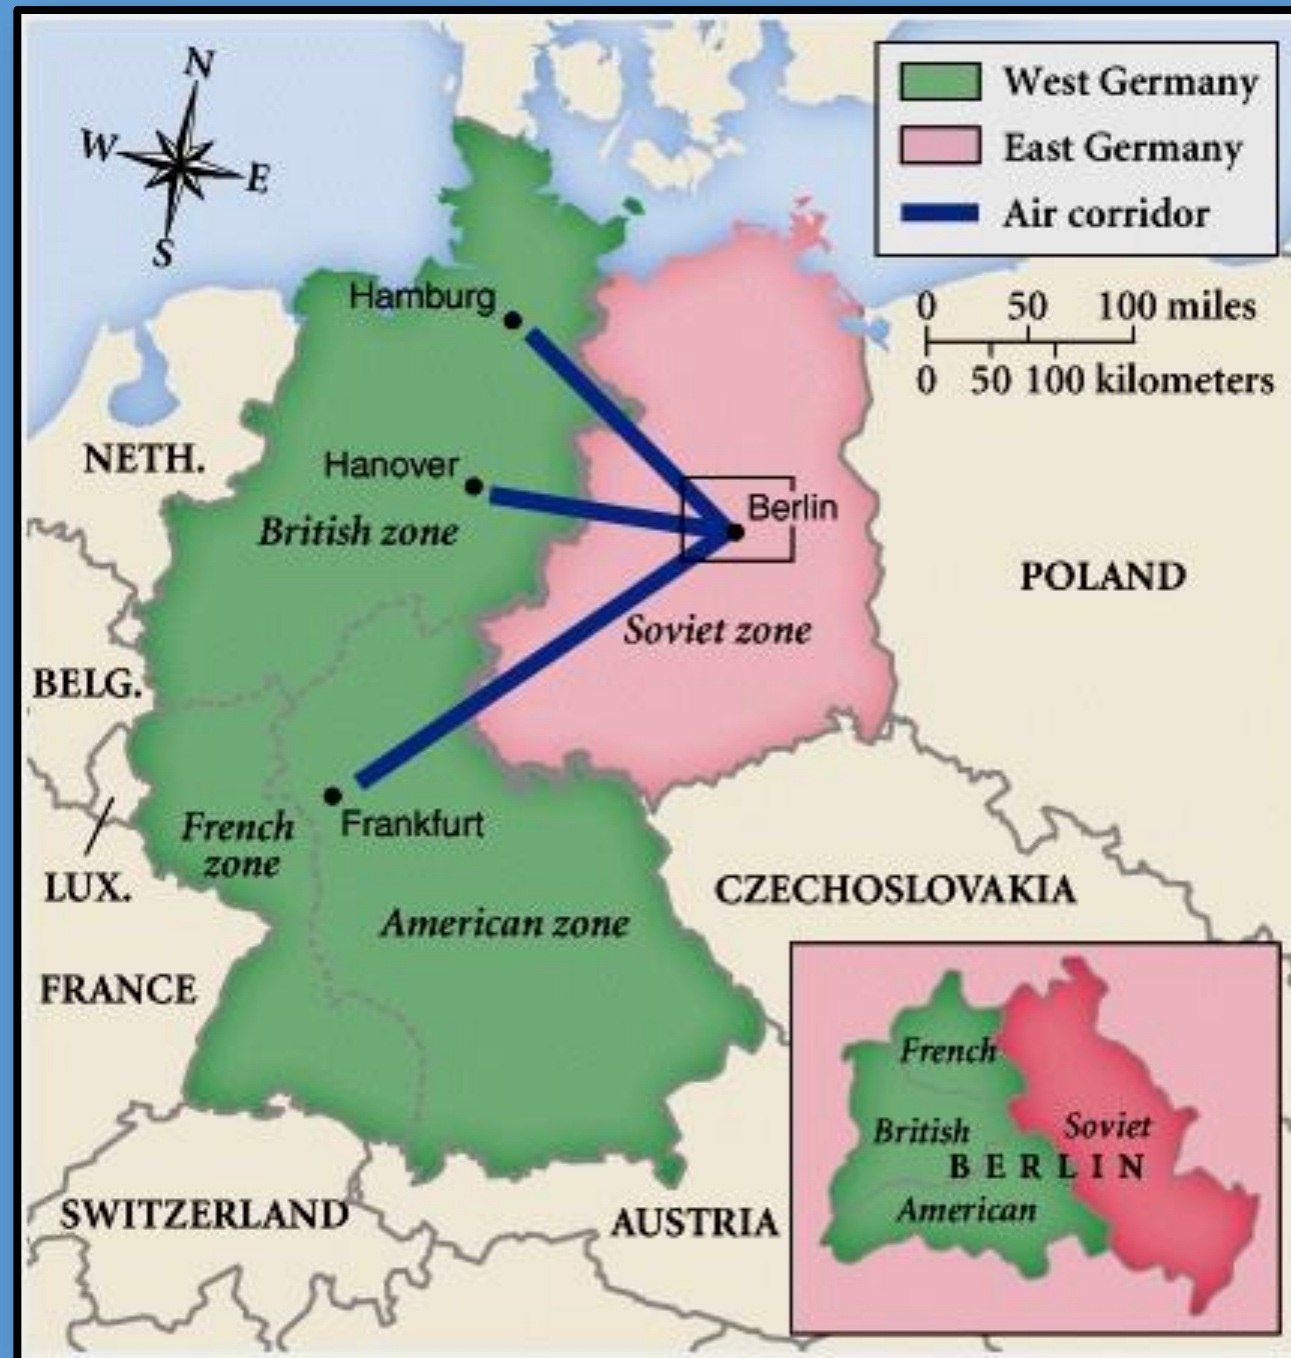 N
W
E
S
West Germany
East Germany
Air corridor
0 50 100 miles
0 50 100 kilometers
Hamburg
NETH.
Hanover
British zone
Berlin
POLAND
Soviet zone
BELG.
French
zone
Frankfurt
LUX.
CZECHOSLOVAKIA
American zone
FRANCE
French
British
Soviet
BERLIN
American
SWITZERLAND
AUSTRIA